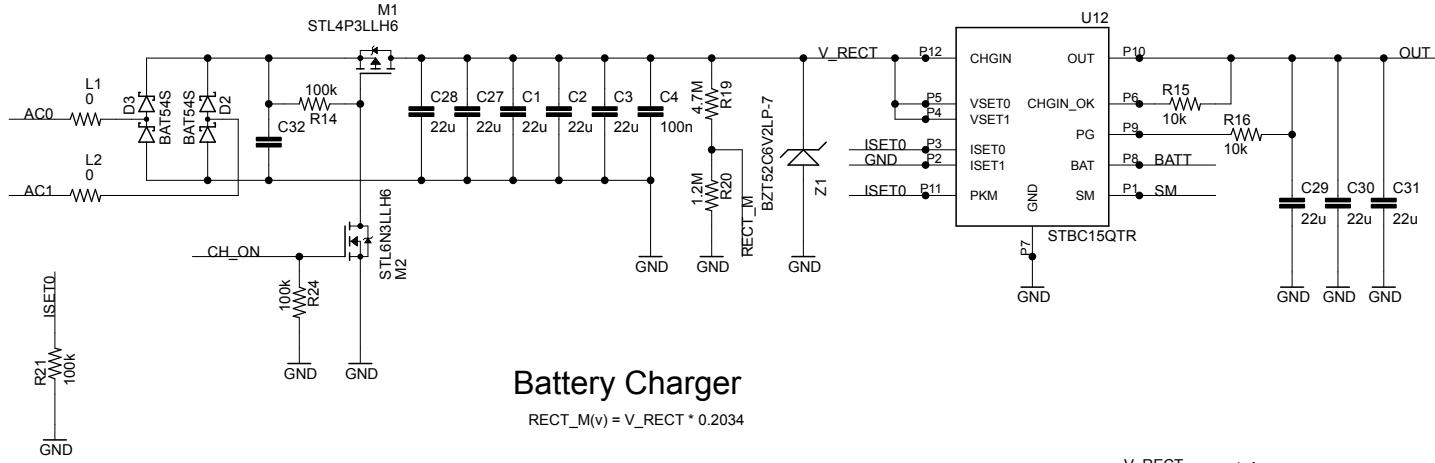 M1
STL4P3LLH6
U12
V_RECT
P12
CHGIN
OUT
P10
OUT
L1
0
AC0
D3
BAT54S
BAT54S
D2
100k
R14
C32
C28
22u
C27
22u
C1
22u
C2
22u
C3
22u
C4
100n
4.7M
R19
1.2M
R20
RECT_M
BZT52C6V2LP-7
Z1
P5
VSET0
P4
VSET1
CHGIN_OK
P6
R15
10k
PG
P9
R16
10k
ISET0
P3
ISET0
GND
P2
ISET1
BAT
P8
BATT
ISET0
P11
PKM
GND
SM
P1
SM
P7
STBC15QTR
C29
22u
C30
22u
C31
22u
L2
0
AC1
STL6N3LLH6
M2
CH_ON
100k
R24
GND
GND
GND
GND
GND
GND
GND
ISET0
R21
100k
GND
GND
GND
Battery Charger
RECT_M(v) = V_RECT * 0.2034
V_RECT